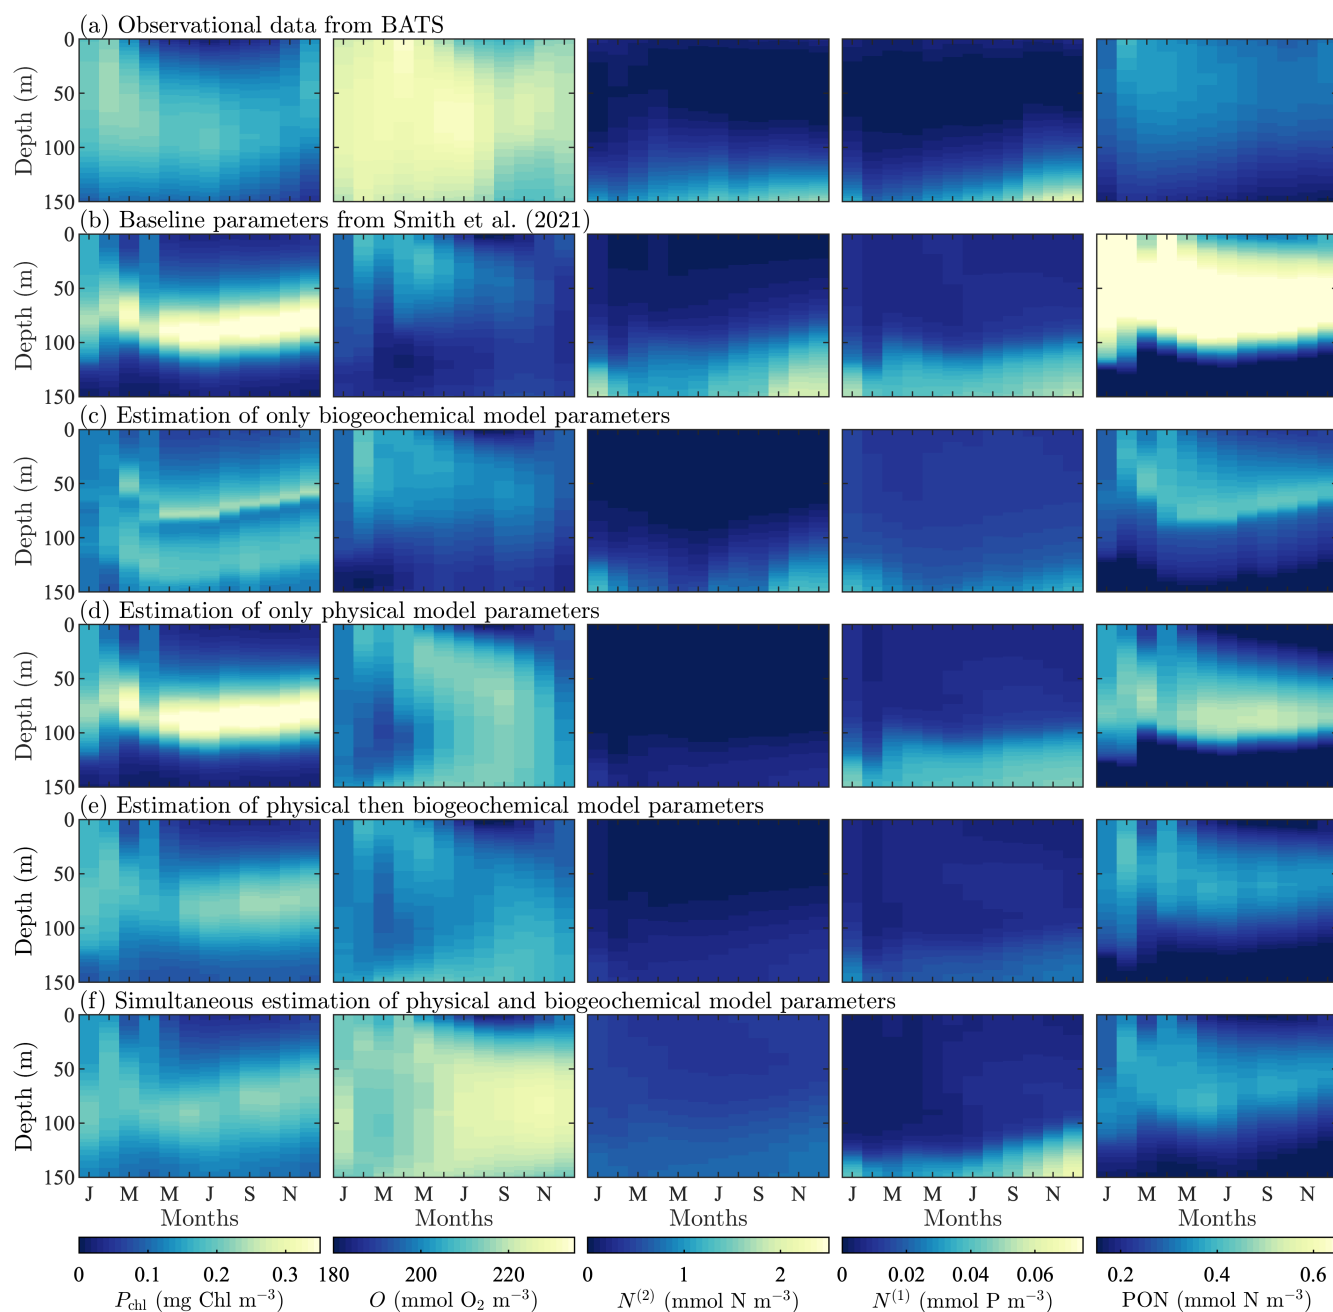 (a) Observational data from BATS
0
50
100
150
Depth (m)
(b) Baseline parameters from Smith et al. (2021)
0
50
100
150
Depth (m)
(c) Estimation of only biogeochemical model parameters
0
50
100
150
Depth (m)
(d) Estimation of only physical model parameters
0
50
100
150
Depth (m)
(e) Estimation of physical then biogeochemical model parameters
0
50
100
150
Depth (m)
(f) Simultaneous estimation of physical and biogeochemical model parameters
0
50
100
150
Depth (m)
J M M J S N
J M M J S N
J M M J S N
J M M J S N
J M M J S N
Months
Months
Months
Months
Months
0 0.1 0.2 0.3
180 200 220
0 1 2
0 0.02 0.04 0.06
0.2 0.4 0.6
P_chl (mg Chl m⁻³)
O (mmol O₂ m⁻³)
N⁽²⁾ (mmol N m⁻³)
N⁽¹⁾ (mmol P m⁻³)
PON (mmol N m⁻³)